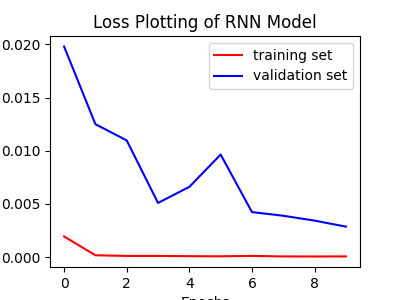 Loss Plotting of RNN Model
training set
validation set
0.020
0.015
0.010
0.005
0.000
0 2 4 6 8
Epochs